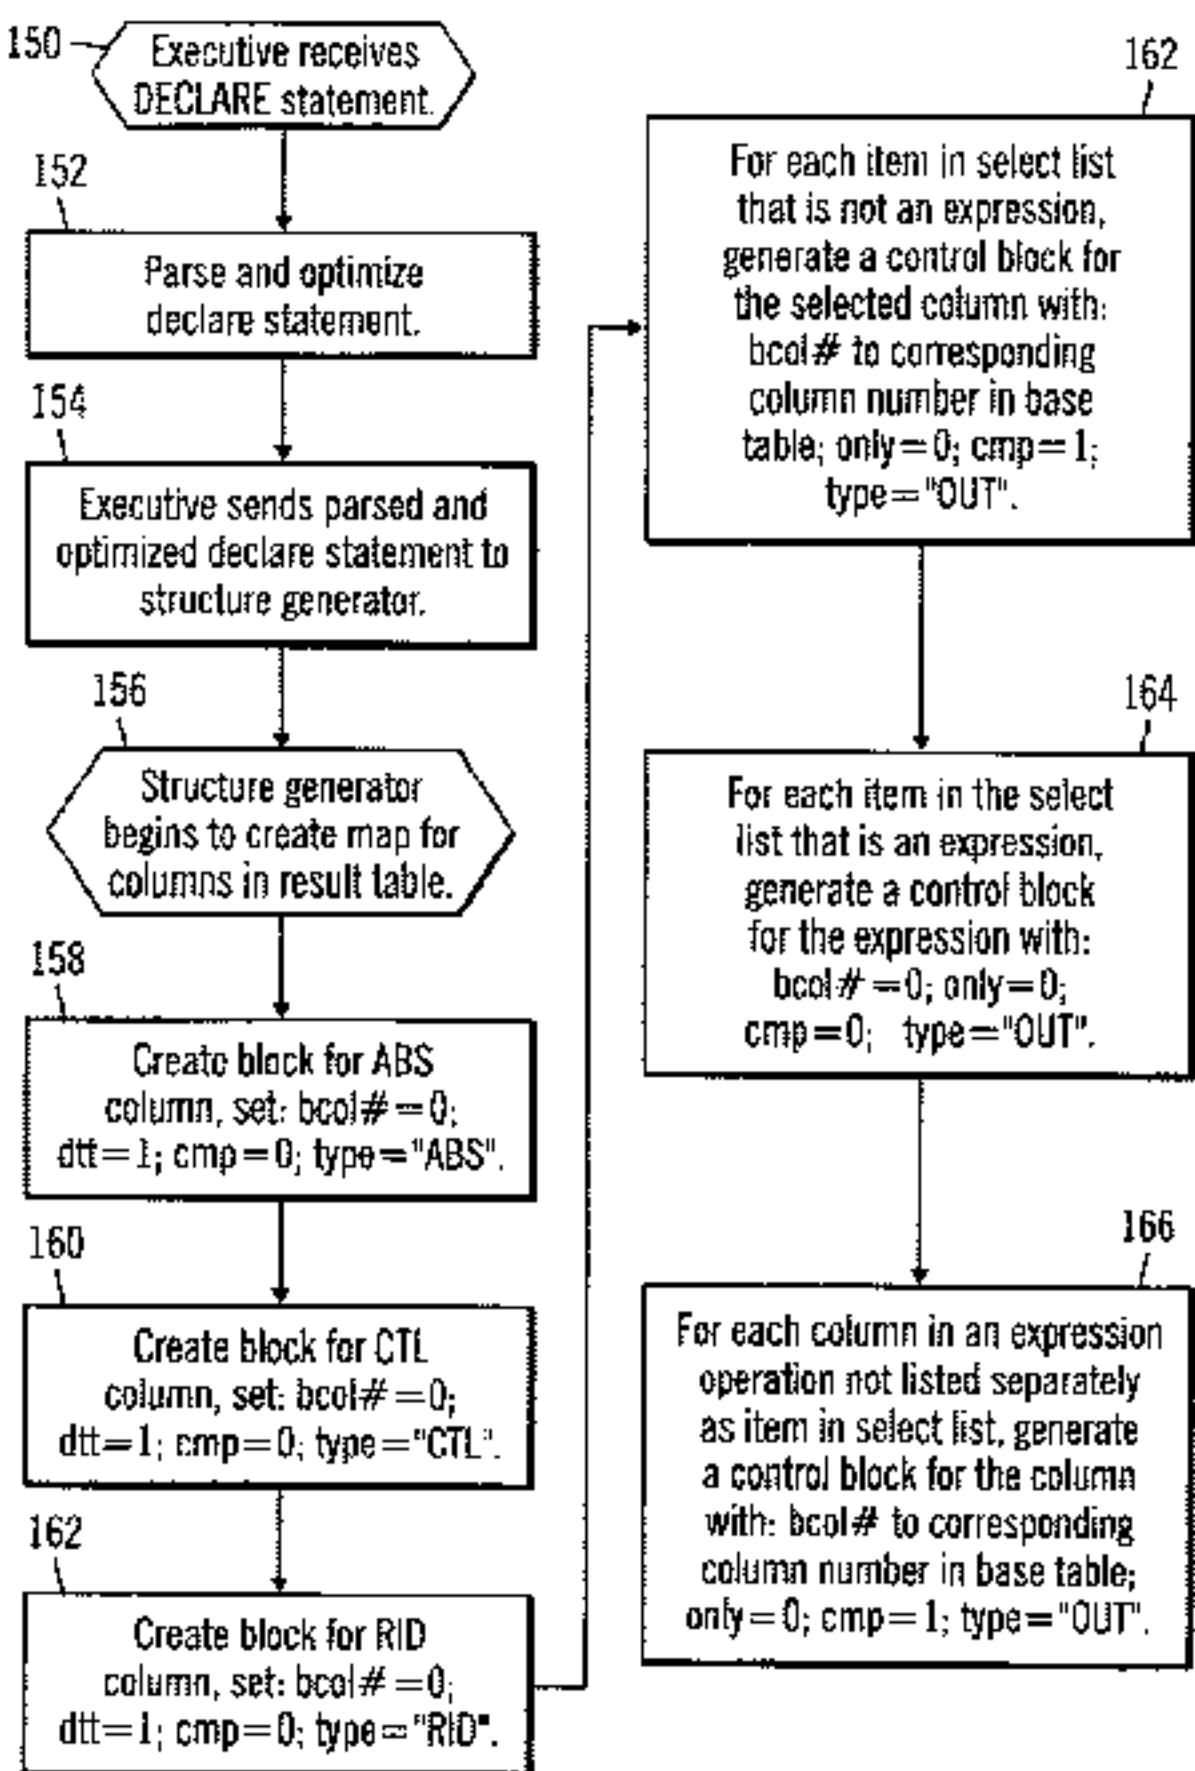 150
Executive receives
DECLARE statement.
152
Parse and optimize
declare statement.
154
Executive sends parsed and
optimized declare statement to
structure generator.
156
Structure generator
begins to create map for
columns in result table.
158
Create block for ABS
column, set: bcol# =0;
dtt=1; cmp=0; type="ABS".
160
Create block for CTL
column, set: bcol# =0;
dtt=1; cmp=0; type="CTL".
162
Create block for RID
column, set: bcol# =0;
dtt=1; cmp=0; type="RID".
162
For each item in select list
that is not an expression,
generate a control block for
the selected column with:
bcol# to corresponding
column number in base
table; only=0; cmp=1;
type="OUT".
164
For each item in the select
list that is an expression,
generate a control block
for the expression with:
bcol# =0; only=0;
cmp=0; type="OUT".
166
For each column in an expression
operation not listed separately
as item in select list, generate
a control block for the column
with: bcol# to corresponding
column number in base table;
only=0; cmp=1; type="OUT".